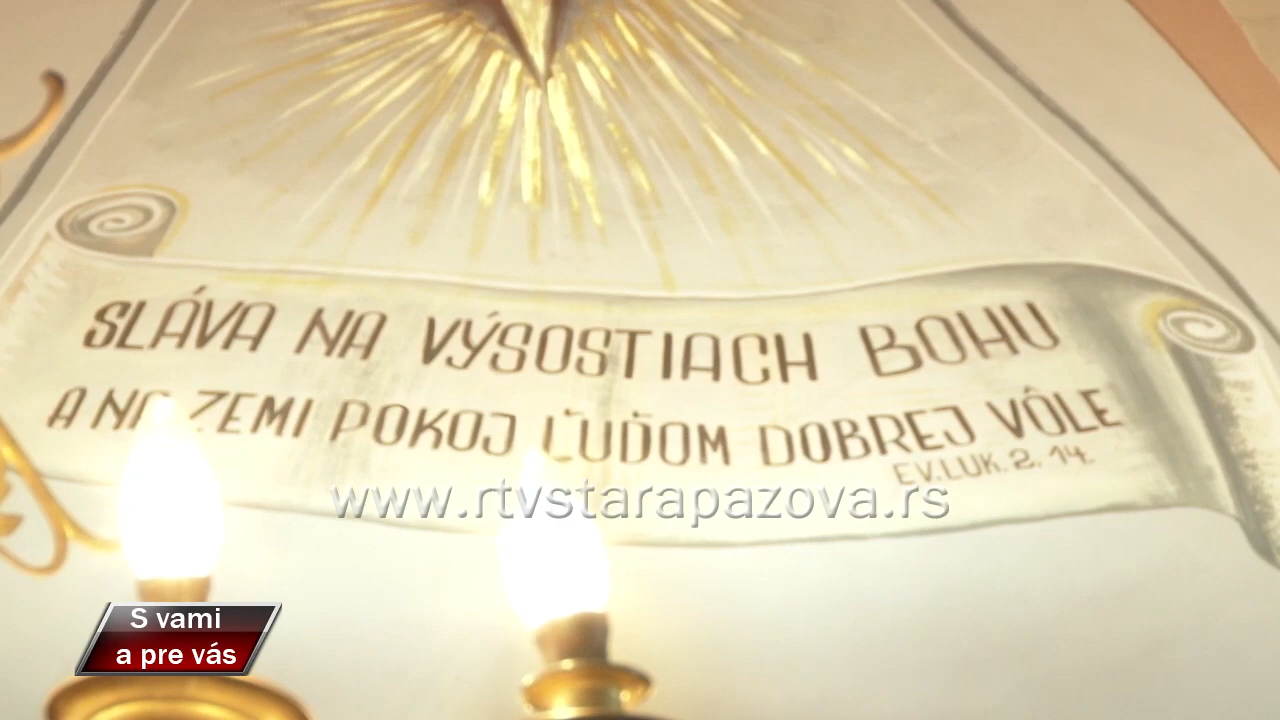 SLÁVA NA VÝSOSTIACH BOHU
A NA ZEMI POKOJ ĽUĎOM DOBREJ VÔLE
EV. LUK. 2. 14.
www.rtvstarapazova.rs
S vami
a pre vás